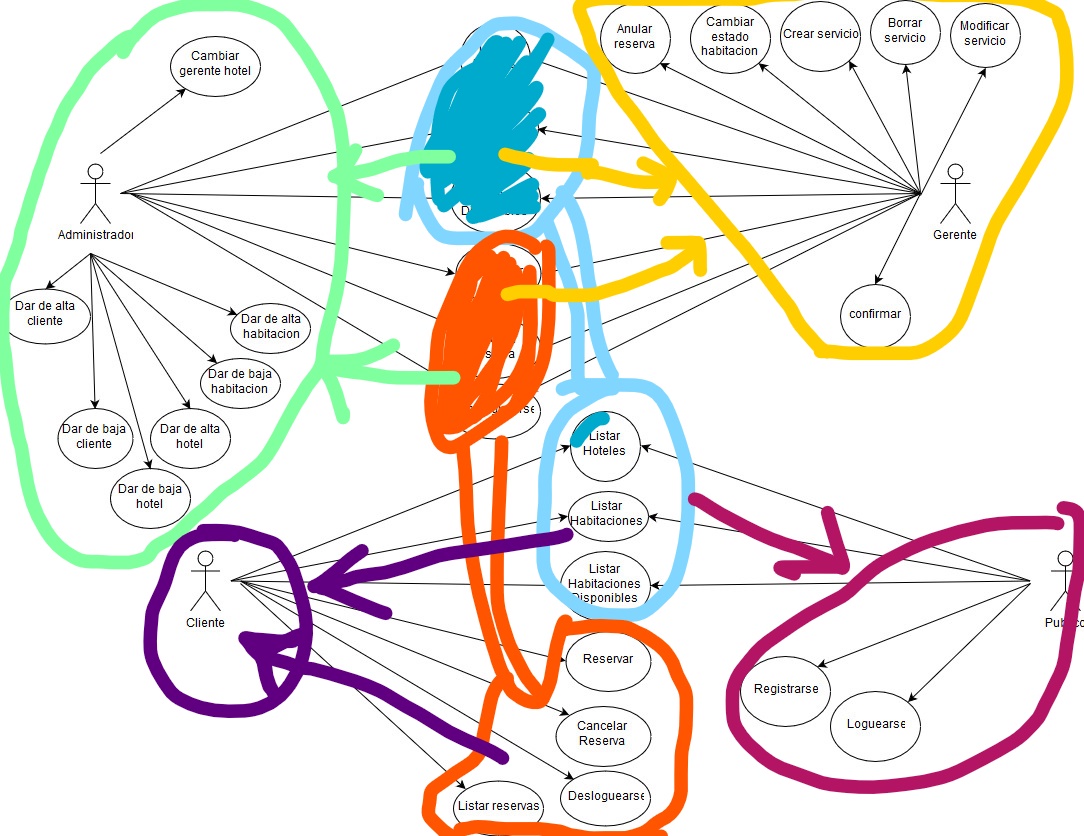 Cambiar
gerente hotel
Anular
reserva
Cambiar
estado
habitacion
Crear servicio
Borrar
servicio
Modificar
servicio
Administrador
Gerente
Dar de alta
cliente
Dar de alta
habitacion
Dar de baja
habitacion
Dar de baja
cliente
Dar de alta
hotel
Dar de baja
hotel
confirmar
Listar
Hoteles
Listar
Habitaciones
Listar
Habitaciones
Disponibles
Cliente
Reservar
Cancelar
Reserva
Desloguearse
Listar reservas
Registrarse
Loguearse